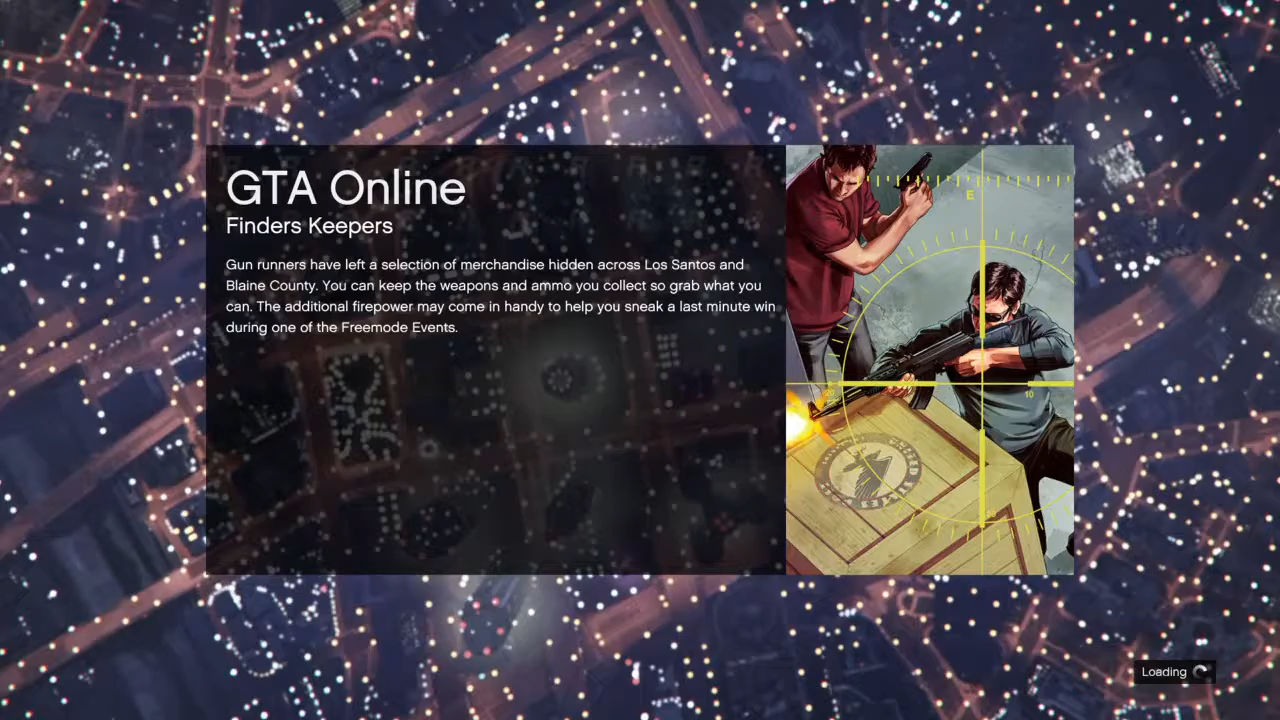 GTA Online
Finders Keepers
Gun runners have left a selection of merchandise hidden across Los Santos and
Blaine County. You can keep the weapons and ammo you collect so grab what you
can. The additional firepower may come in handy to help you sneak a last minute win
during one of the Freemode Events.
E
10
Loading